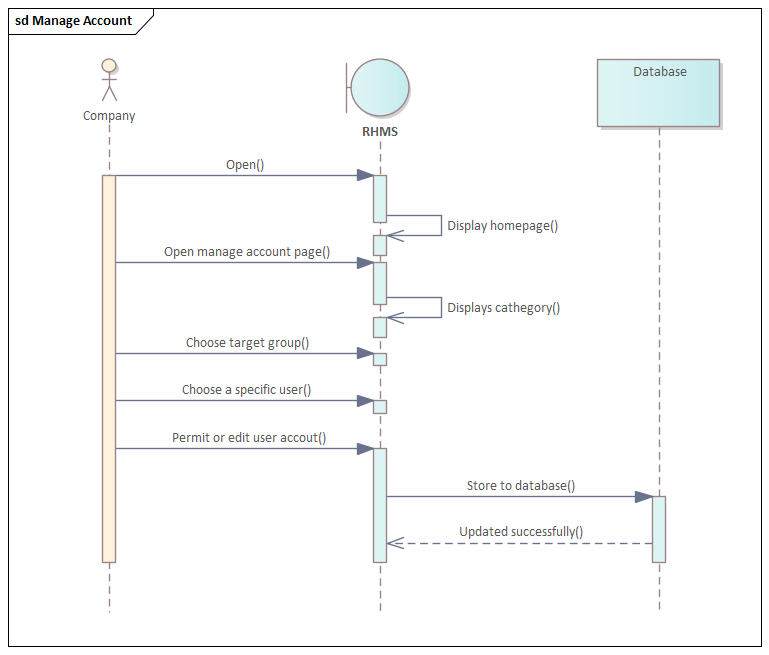 sd Manage Account
Company
RHMS
Database
Open()
Display homepage()
Open manage account page()
Displays cathegory()
Choose target group()
Choose a specific user()
Permit or edit user accout()
Store to database()
Updated successfully()